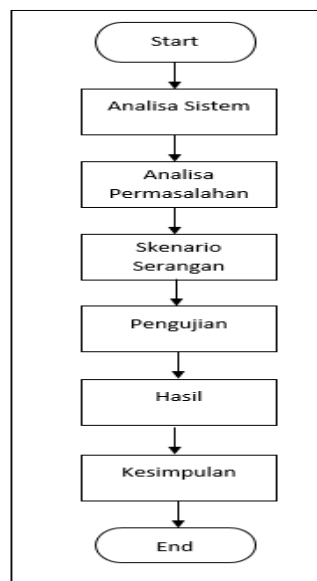 Start
Analisa Sistem
Analisa
Permasalahan
Skenario
Serangan
Pengujian
Hasil
Kesimpulan
End